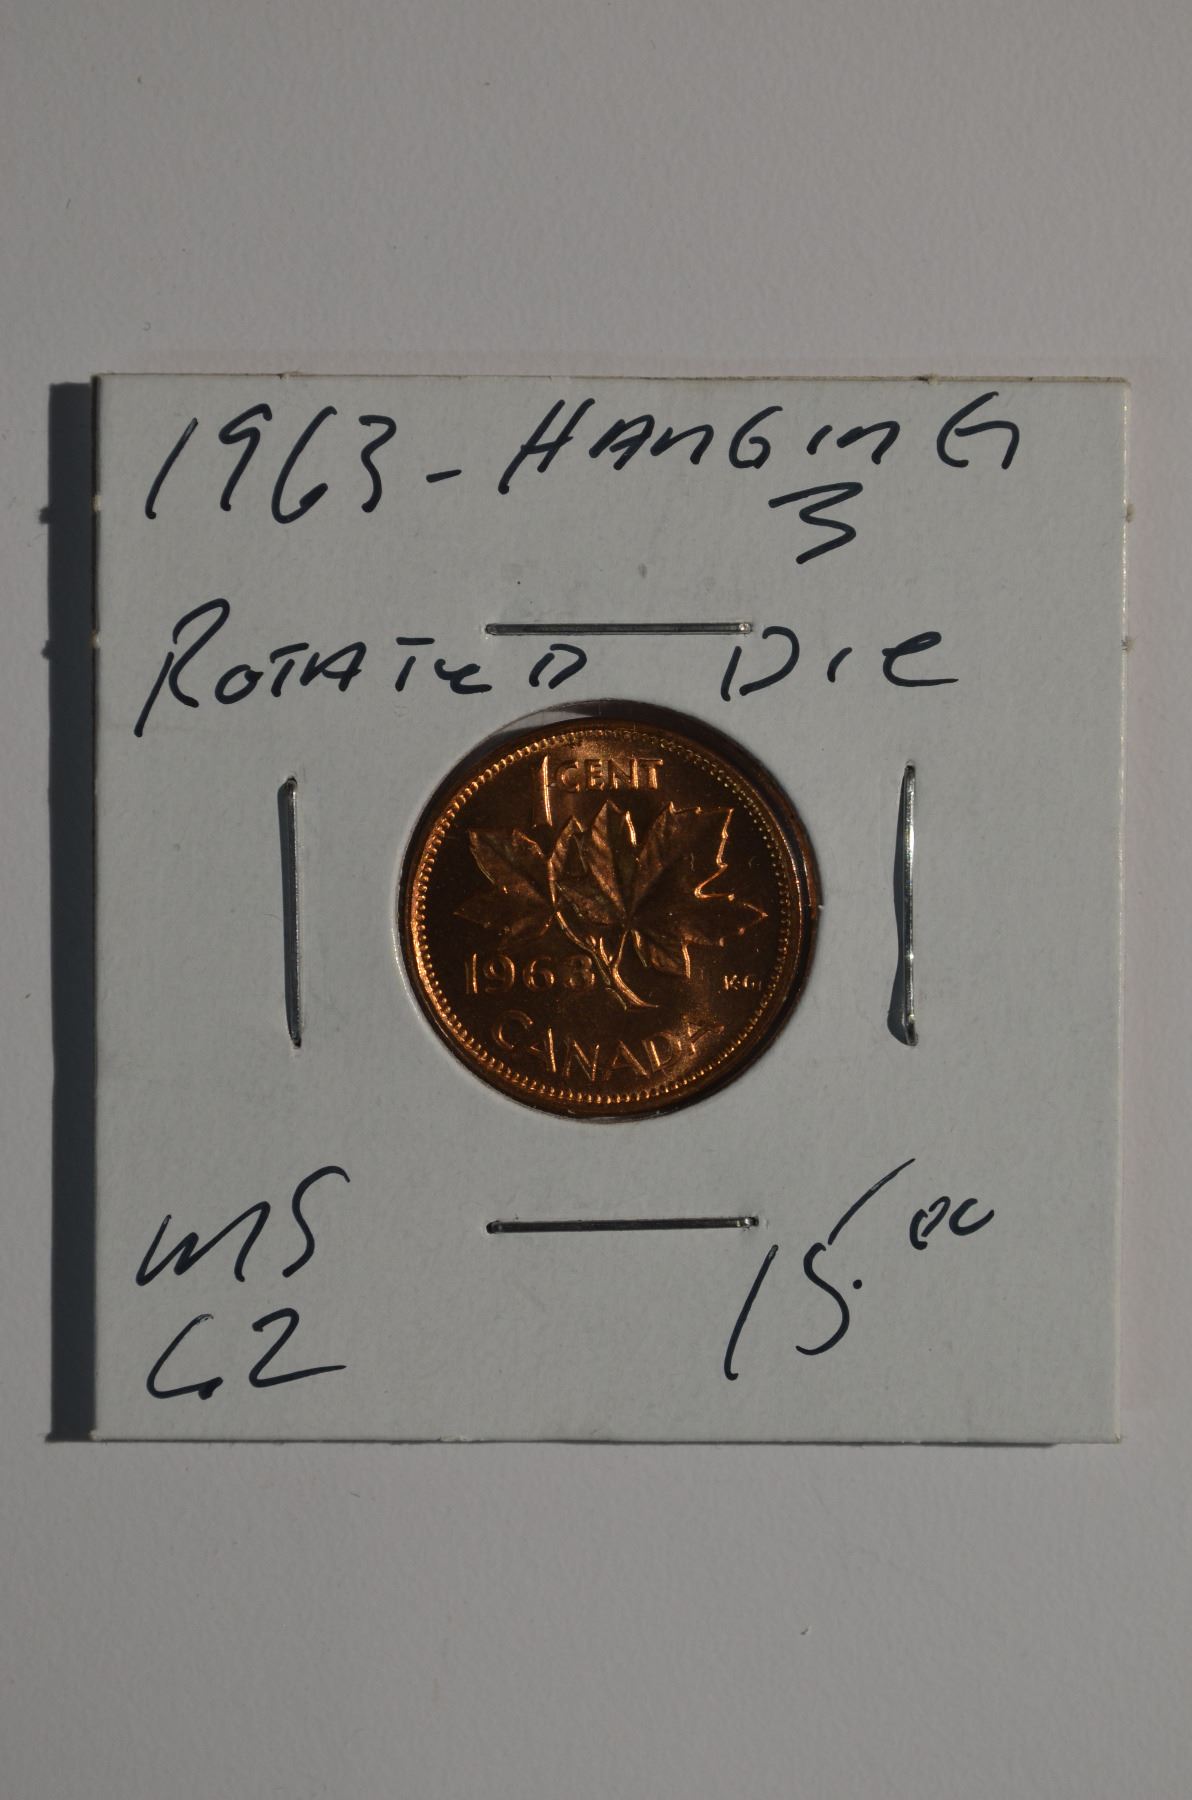 1963 - HANGING
3
ROTATED DIE
1 CENT
1963
K·G
CANADA
MS
62
15.00